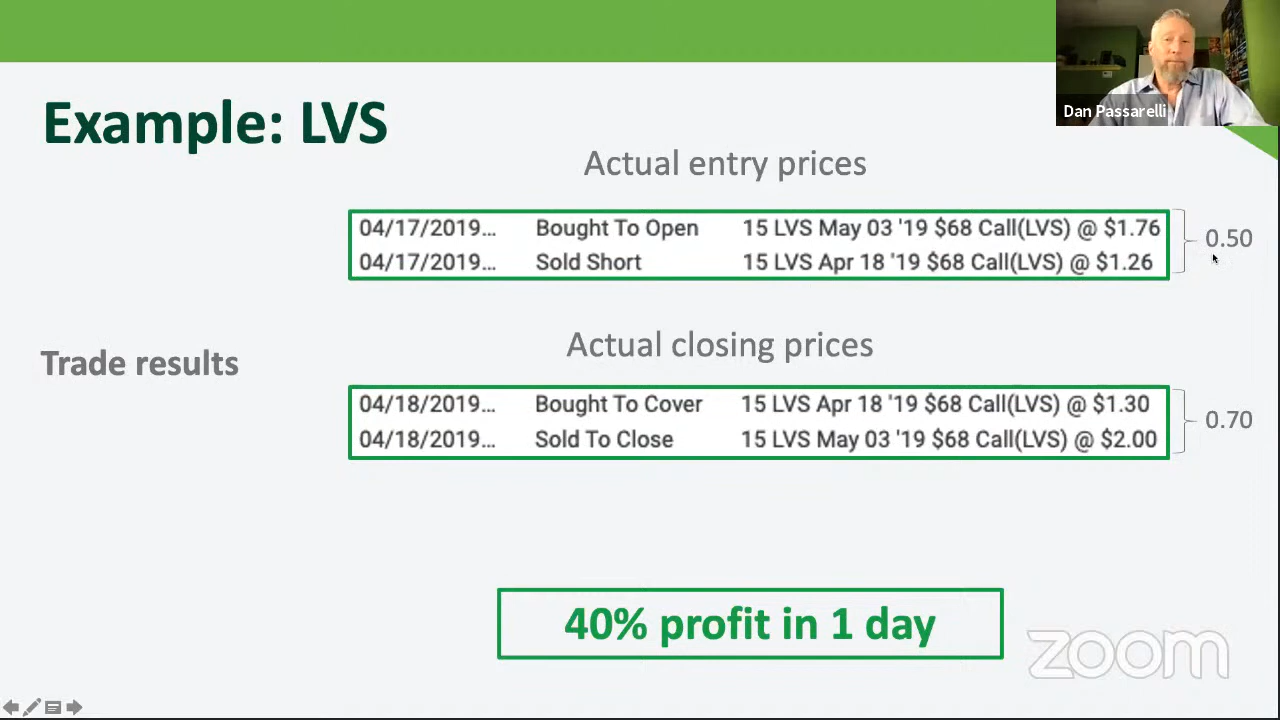 Dan Passarelli
Example: LVS
Actual entry prices
04/17/2019... Bought To Open 15 LVS May 03 '19 $68 Call(LVS) @ $1.76
04/17/2019... Sold Short 15 LVS Apr 18 '19 $68 Call(LVS) @ $1.26
0.50
Trade results
Actual closing prices
04/18/2019... Bought To Cover 15 LVS Apr 18 '19 $68 Call(LVS) @ $1.30
04/18/2019... Sold To Close 15 LVS May 03 '19 $68 Call(LVS) @ $2.00
0.70
40% profit in 1 day
zoom